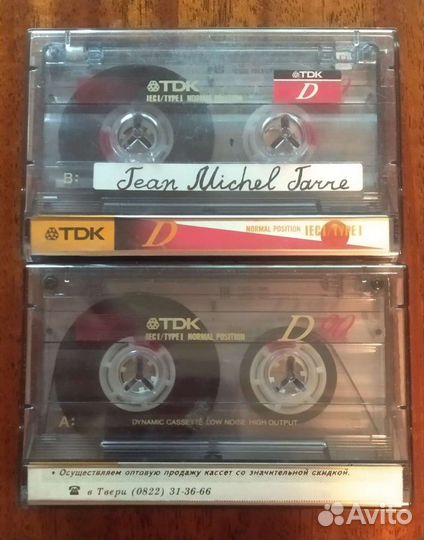 TDK
IEC I / TYPE I NORMAL POSITION
TDK
D
B:
Jean Michel Jarre
TDK
D
NORMAL POSITION IEC I / TYPE I
TDK
IEC I / TYPE I NORMAL POSITION
D 90
A:
DYNAMIC CASSETTE LOW NOISE HIGH OUTPUT
• Осуществляем оптовую продажу кассет со значительной скидкой.
☎ в Твери (0822) 31-36-66
Avito